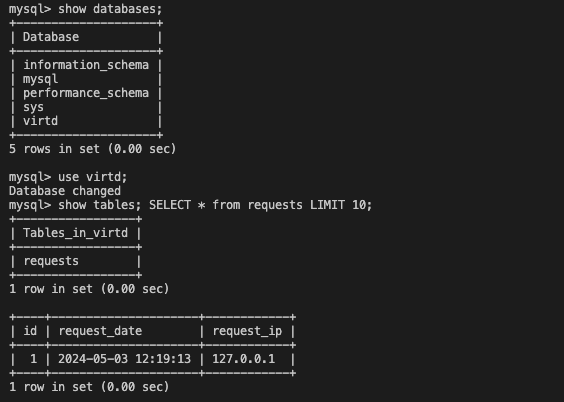 mysql> show databases;
+--------------------+
| Database           |
+--------------------+
| information_schema |
| mysql              |
| performance_schema |
| sys                |
| virtd              |
+--------------------+
5 rows in set (0.00 sec)

mysql> use virtd;
Database changed
mysql> show tables; SELECT * from requests LIMIT 10;
+-----------------+
| Tables_in_virtd |
+-----------------+
| requests        |
+-----------------+
1 row in set (0.00 sec)

+----+---------------------+------------+
| id | request_date        | request_ip |
+----+---------------------+------------+
|  1 | 2024-05-03 12:19:13 | 127.0.0.1  |
+----+---------------------+------------+
1 row in set (0.00 sec)